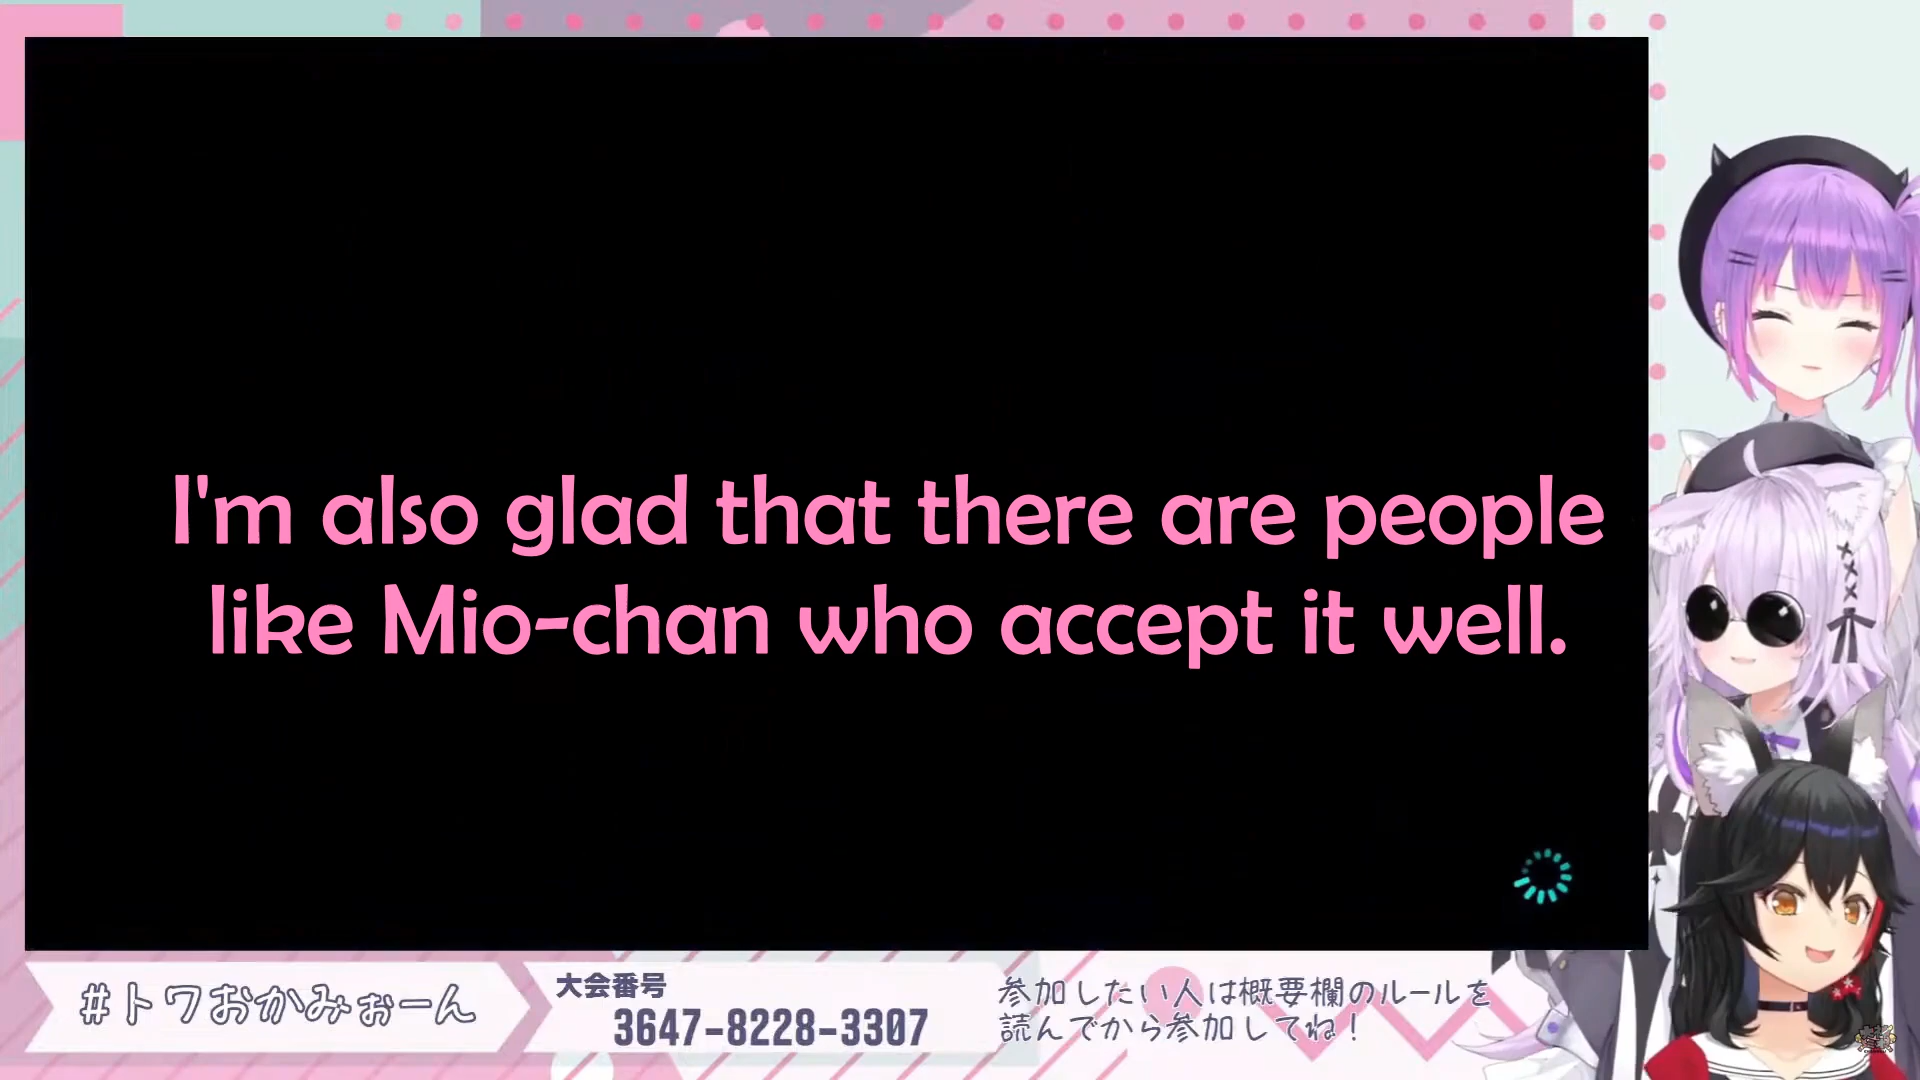 I'm also glad that there are people
like Mio-chan who accept it well.
#トワおかみぉーん
大会番号
3647-8228-3307
参加したい人は概要欄のルールを
読んでから参加してね！